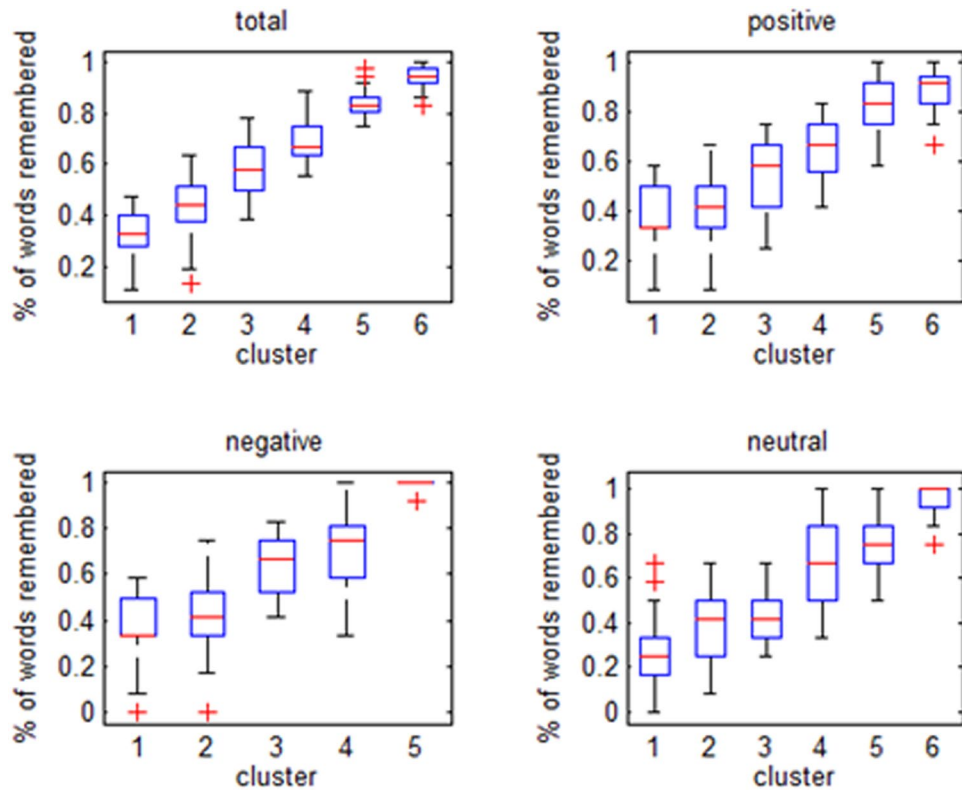 total
% of words remembered
1
0.8
0.6
0.4
0.2
1 2 3 4 5 6
cluster
positive
% of words remembered
1
0.8
0.6
0.4
0.2
1 2 3 4 5 6
cluster
negative
% of words remembered
1
0.8
0.6
0.4
0.2
0
1 2 3 4 5
cluster
neutral
% of words remembered
1
0.8
0.6
0.4
0.2
0
1 2 3 4 5 6
cluster